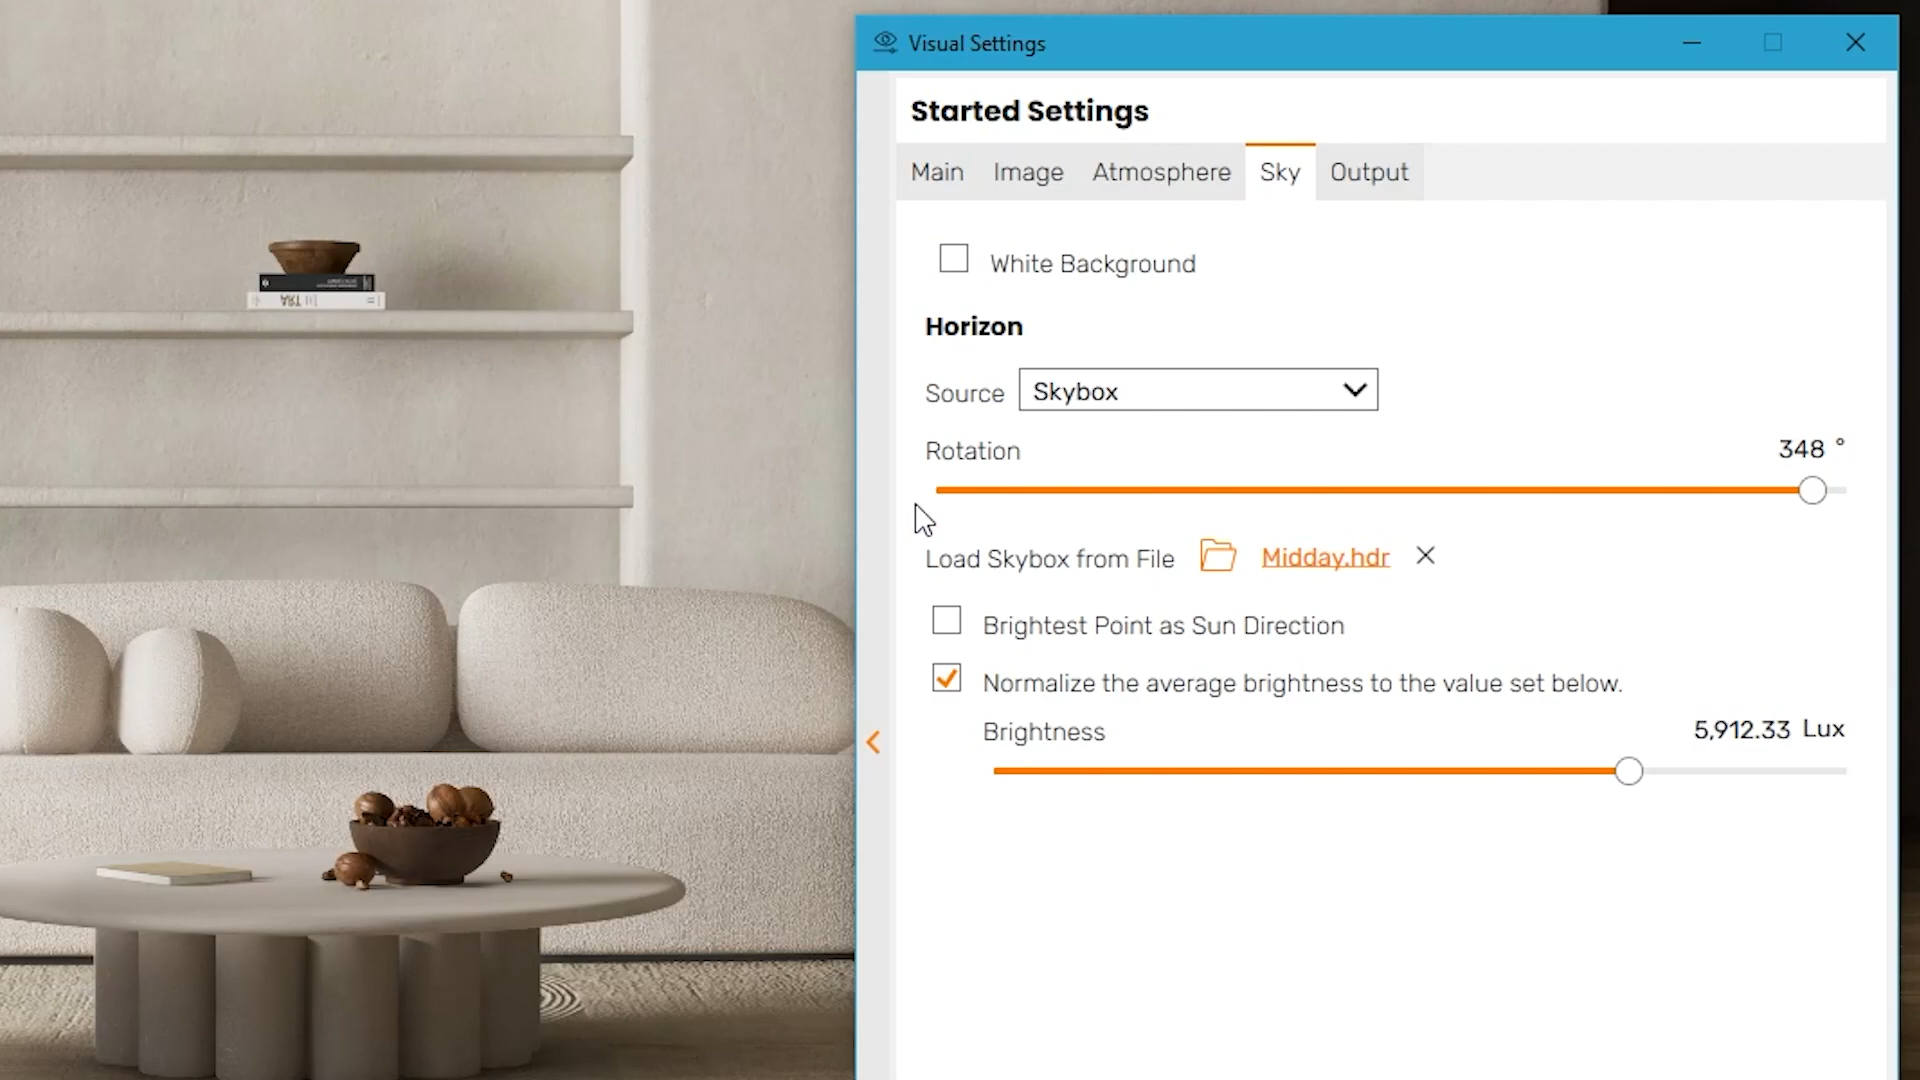 Visual Settings
Started Settings
Main Image Atmosphere Sky Output
White Background
Horizon
Source Skybox
Rotation 348 °
Load Skybox from File Midday.hdr
Brightest Point as Sun Direction
Normalize the average brightness to the value set below.
Brightness 5,912.33 Lux